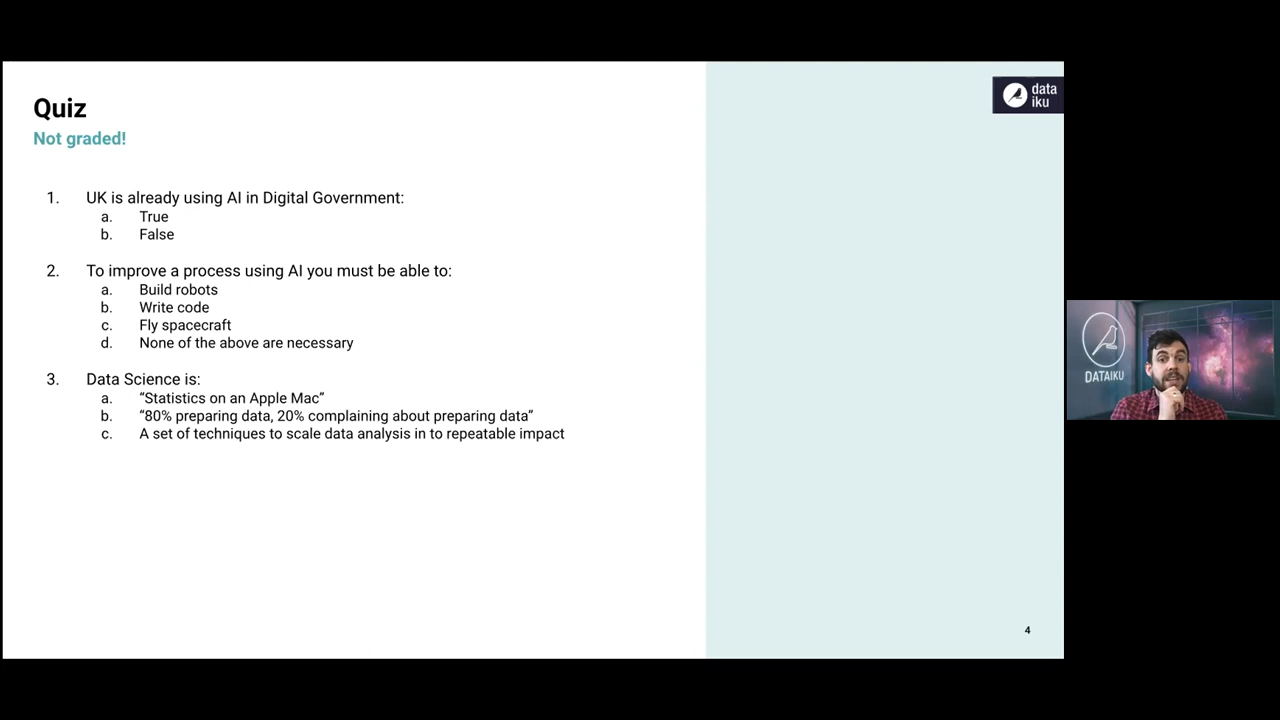 Quiz
Not graded!
data
iku
1. UK is already using AI in Digital Government:
a. True
b. False
2. To improve a process using AI you must be able to:
a. Build robots
b. Write code
c. Fly spacecraft
d. None of the above are necessary
3. Data Science is:
a. “Statistics on an Apple Mac”
b. “80% preparing data, 20% complaining about preparing data”
c. A set of techniques to scale data analysis in to repeatable impact
4
DATAIKU